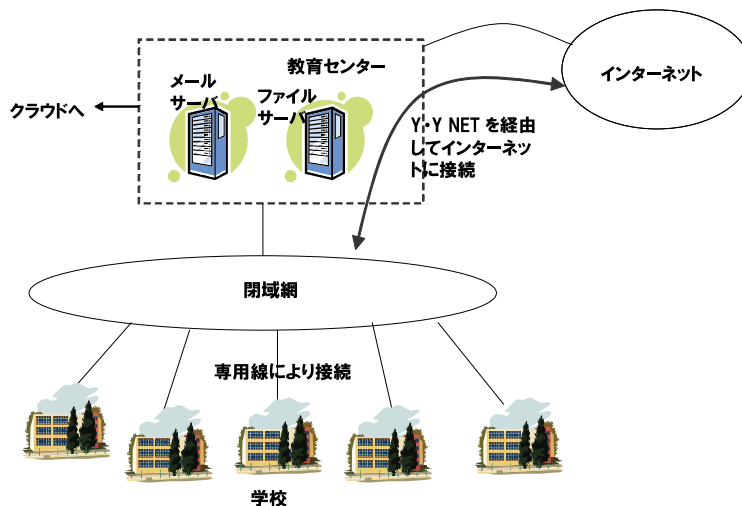 教育センター
インターネット
メール
サーバ
ファイル
サーバ
クラウドへ
Y・Y NET を経由
してインターネッ
トに接続
閉域網
専用線により接続
学校